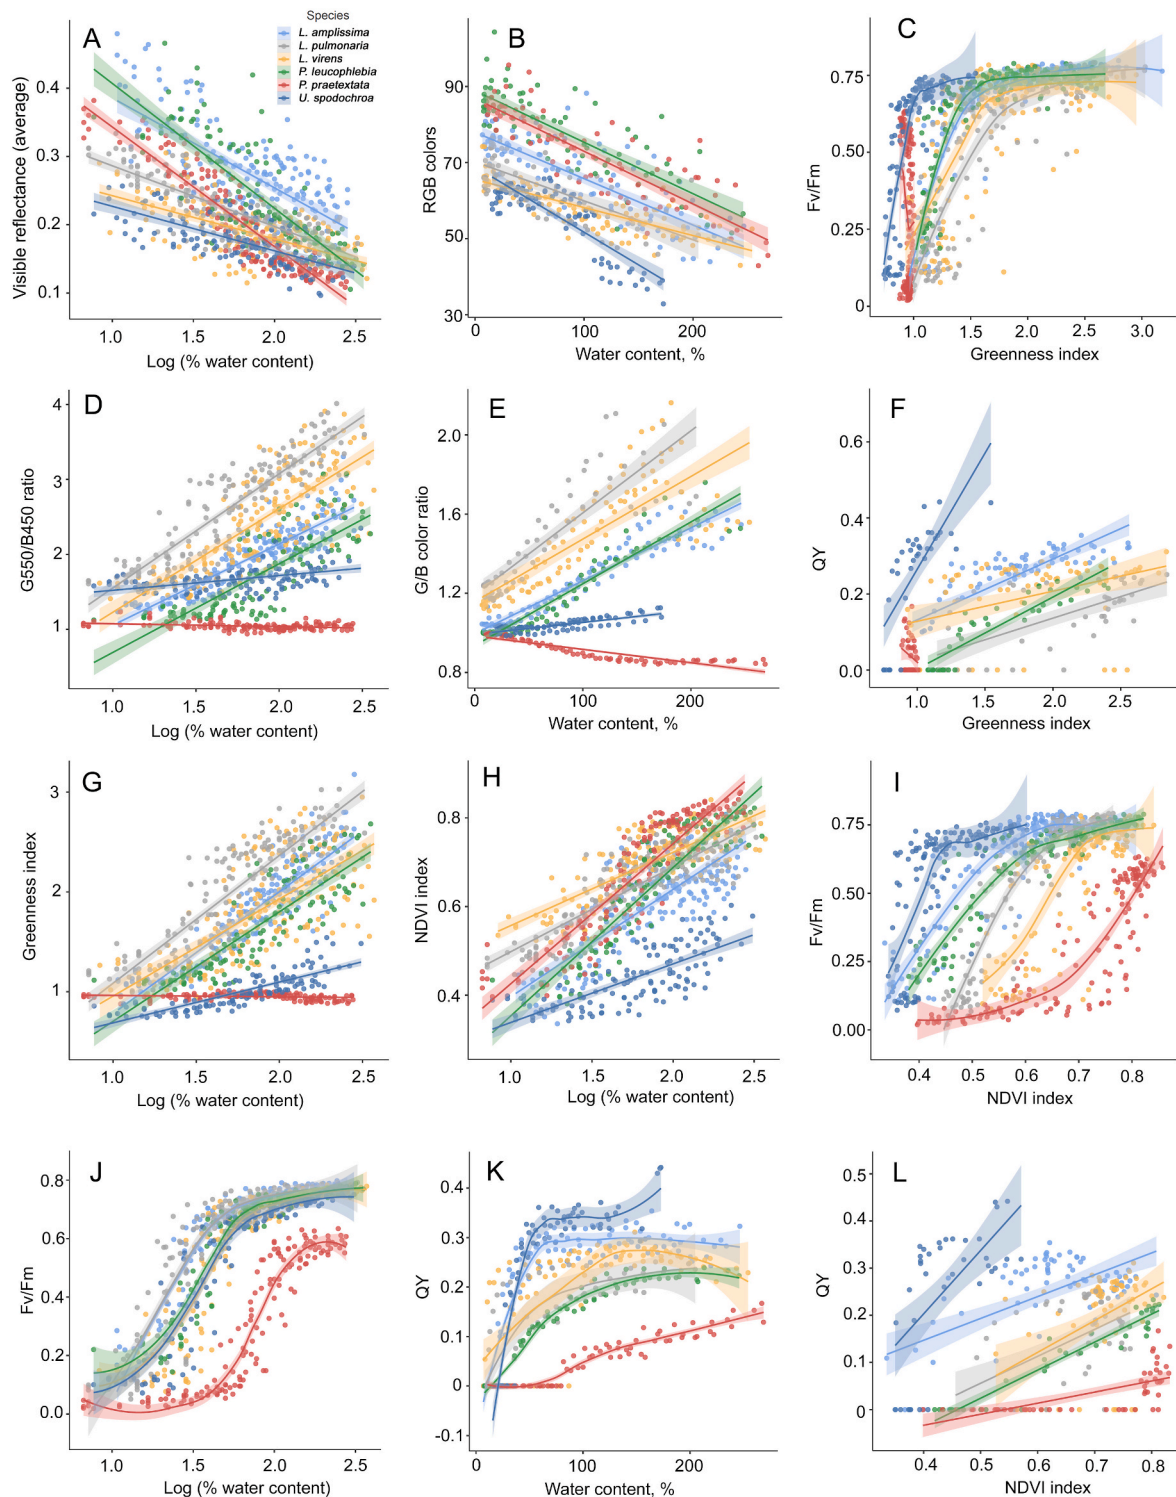 Species
L. amplissima
L. pulmonaria
L. virens
P. leucophlebia
P. praetextata
U. spodochroa
A
Visible reflectance (average)
0.4
0.3
0.2
0.1
1.0 1.5 2.0 2.5
Log (% water content)
B
RGB colors
90
70
50
30
0 100 200
Water content, %
C
Fv/Fm
0.75
0.50
0.25
0
1.0 1.5 2.0 2.5 3.0
Greenness index
D
G550/B450 ratio
4
3
2
1
1.0 1.5 2.0 2.5
Log (% water content)
E
G/B color ratio
2.0
1.6
1.2
0.8
0 100 200
Water content, %
F
QY
0.6
0.4
0.2
0.0
1.0 1.5 2.0 2.5
Greenness index
G
Greenness index
3
2
1
1.0 1.5 2.0 2.5
Log (% water content)
H
NDVI index
0.8
0.6
0.4
1.0 1.5 2.0 2.5
Log (% water content)
I
Fv/Fm
0.75
0.50
0.25
0.00
0.4 0.5 0.6 0.7 0.8
NDVI index
J
Fv/Fm
0.8
0.6
0.4
0.2
0.0
1.0 1.5 2.0 2.5
Log (% water content)
K
QY
0.4
0.3
0.2
0.1
0
-0.1
0 100 200
Water content, %
L
QY
0.5
0.4
0.3
0.2
0.1
0
0.4 0.5 0.6 0.7 0.8
NDVI index